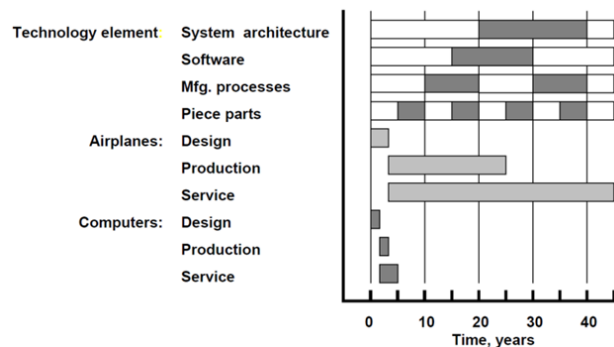 Technology element: System architecture
Software
Mfg. processes
Piece parts
Airplanes: Design
Production
Service
Computers: Design
Production
Service
0 10 20 30 40
Time, years